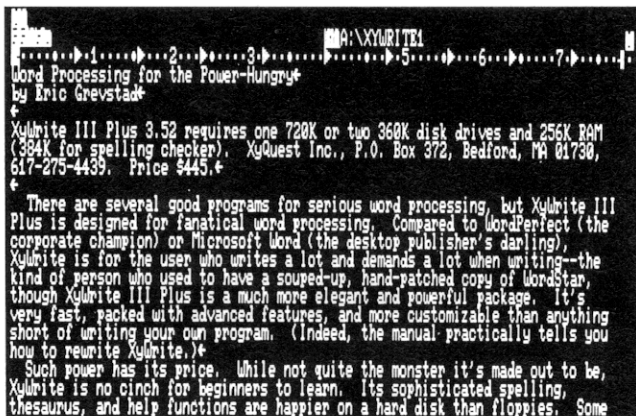 A:\XYWRITE1
1 2 3 5 6 7
Word Processing for the Power-Hungry←
by Eric Grevstad←
←
XyWrite III Plus 3.52 requires one 720K or two 360K disk drives and 256K RAM
(384K for spelling checker).  XyQuest Inc., P.O. Box 372, Bedford, MA 01730,
617-275-4439.  Price $445.←
←
There are several good programs for serious word processing, but XyWrite III
Plus is designed for fanatical word processing.  Compared to WordPerfect (the
corporate champion) or Microsoft Word (the desktop publisher's darling),
XyWrite is for the user who writes a lot and demands a lot when writing--the
kind of person who used to have a souped-up, hand-patched copy of WordStar,
though XyWrite III Plus is a much more elegant and powerful package.  It's
very fast, packed with advanced features, and more customizable than anything
short of writing your own program.  (Indeed, the manual practically tells you
how to rewrite XyWrite.)←
Such power has its price.  While not quite the monster it's made out to be,
XyWrite is no cinch for beginners to learn.  Its sophisticated spelling,
thesaurus, and help functions are happier on a hard disk than floppies.  Some